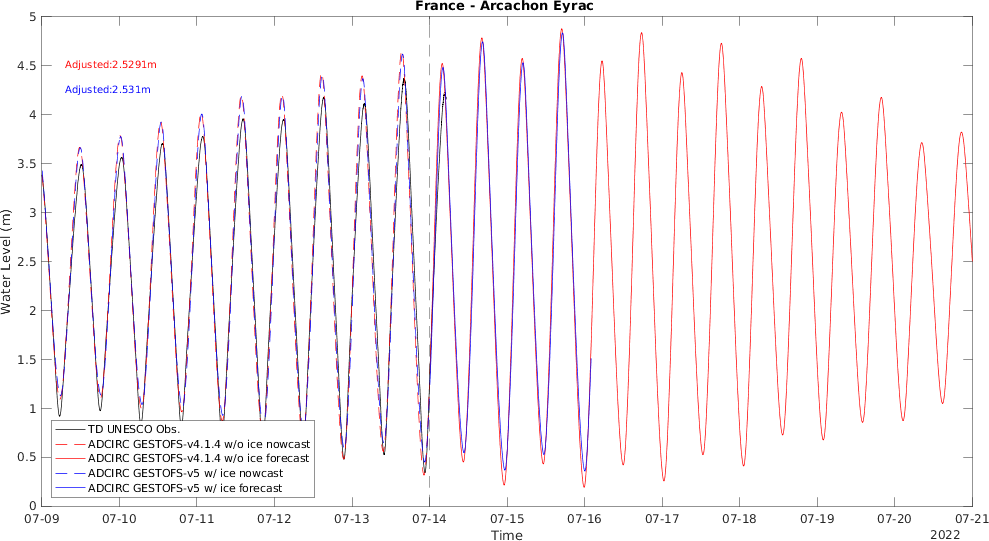 France - Arcachon Eyrac
5
4.5
4
3.5
3
2.5
2
1.5
1
0.5
0
Water Level (m)
Adjusted:2.5291m
Adjusted:2.531m
TD UNESCO Obs.
ADCIRC GESTOFS-v4.1.4 w/o ice nowcast
ADCIRC GESTOFS-v4.1.4 w/o ice forecast
ADCIRC GESTOFS-v5 w/ ice nowcast
ADCIRC GESTOFS-v5 w/ ice forecast
07-09 07-10 07-11 07-12 07-13 07-14 07-15 07-16 07-17 07-18 07-19 07-20 07-21
Time
2022